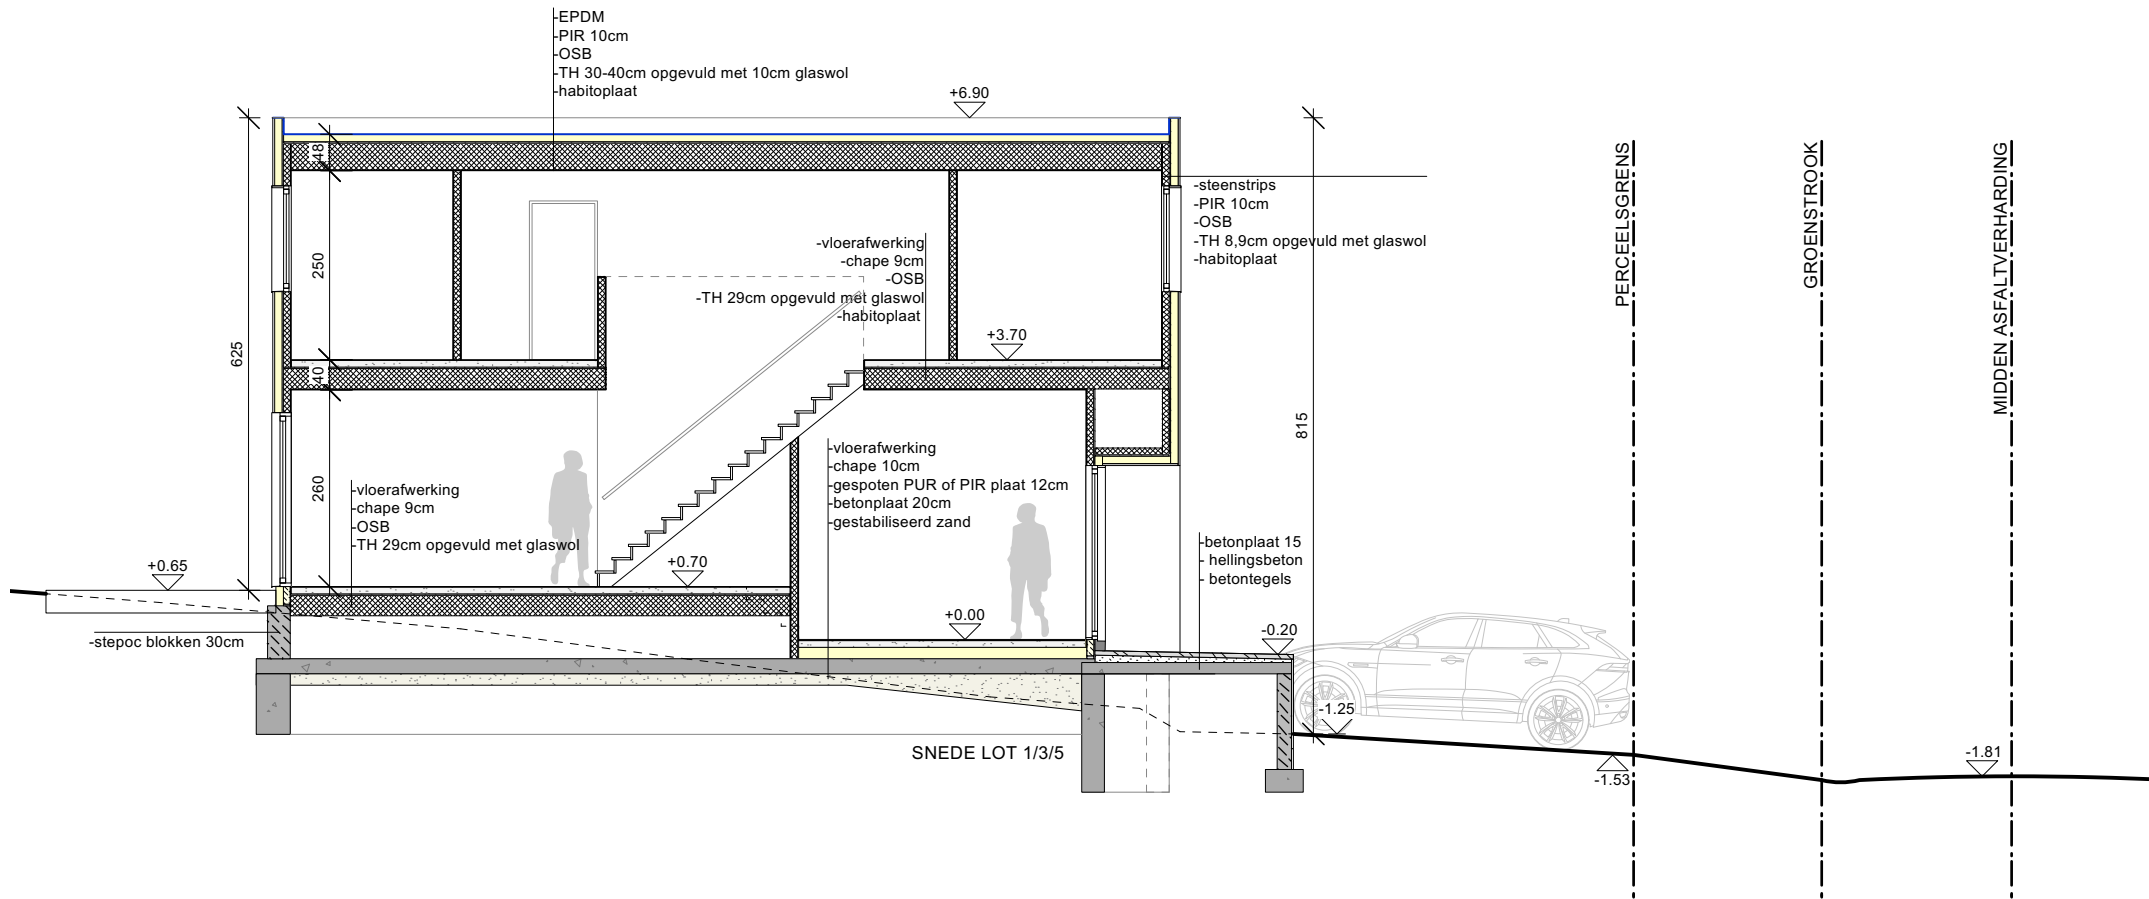 -EPDM
-PIR 10cm
-OSB
-TH 30-40cm opgevuld met 10cm glaswol
-habitoplaat
+6.90
48
-steenstrips
-PIR 10cm
-OSB
-TH 8,9cm opgevuld met glaswol
-habitoplaat
PERCEELSGRENS
GROENSTROOK
MIDDEN ASFALTVERHARDING
250
-vloerafwerking
-chape 9cm
-OSB
-TH 29cm opgevuld met glaswol
-habitoplaat
+3.70
625
40
815
260
-vloerafwerking
-chape 10cm
-gespoten PUR of PIR plaat 12cm
-betonplaat 20cm
-gestabiliseerd zand
-vloerafwerking
-chape 9cm
-OSB
-TH 29cm opgevuld met glaswol
-betonplaat 15
- hellingsbeton
- betontegels
+0.65
+0.70
+0.00
-0.20
-stepoc blokken 30cm
-1.25
SNEDE LOT 1/3/5
-1.53
-1.81